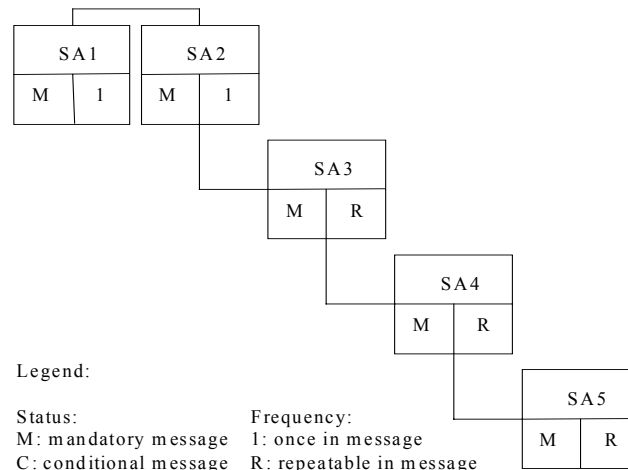 SA1 SA2
M 1 M 1
SA3
M R
SA4
M R
Legend:
SA5
Status: Frequency:
M: mandatory message 1: once in message M R
C: conditional message R: repeatable in message